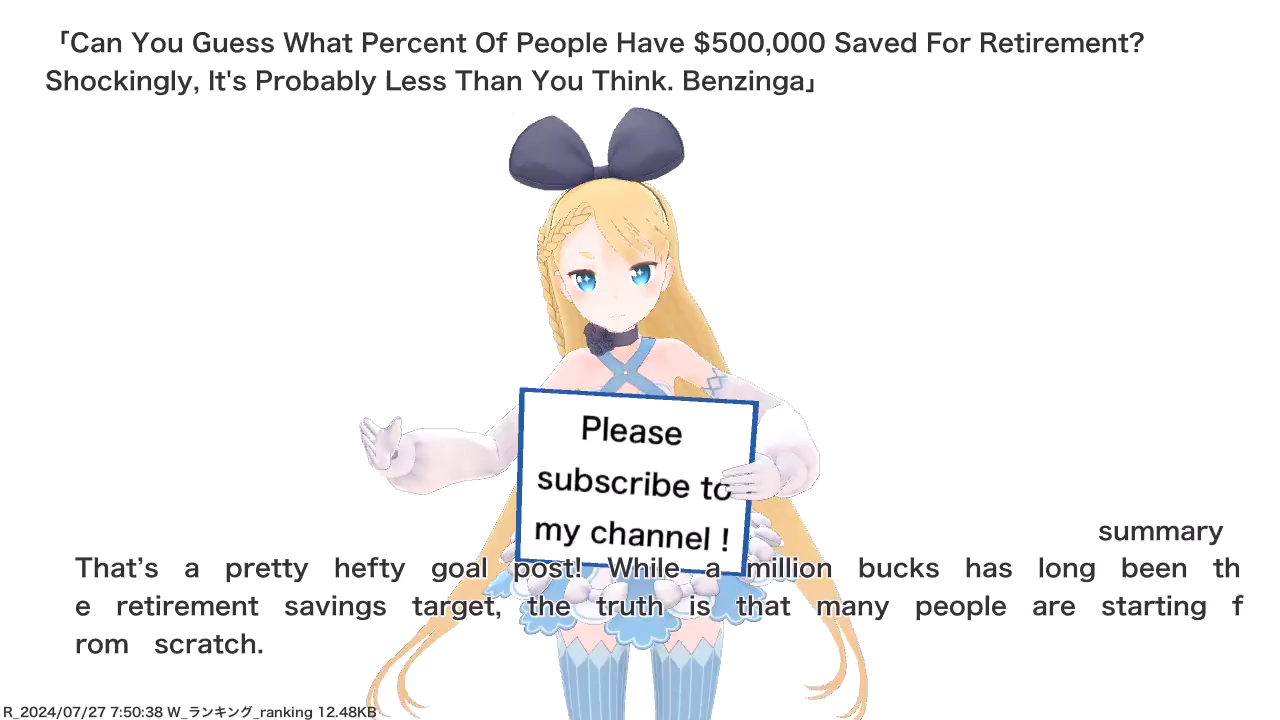 「Can You Guess What Percent Of People Have $500,000 Saved For Retirement?
Shockingly, It's Probably Less Than You Think. Benzinga」
Please
subscribe to
my channel !
summary
That’s a pretty hefty goal post! While a million bucks has long been th
e retirement savings target, the truth is that many people are starting f
rom scratch.
R_2024/07/27 7:50:38 W_ランキング_ranking 12.48KB